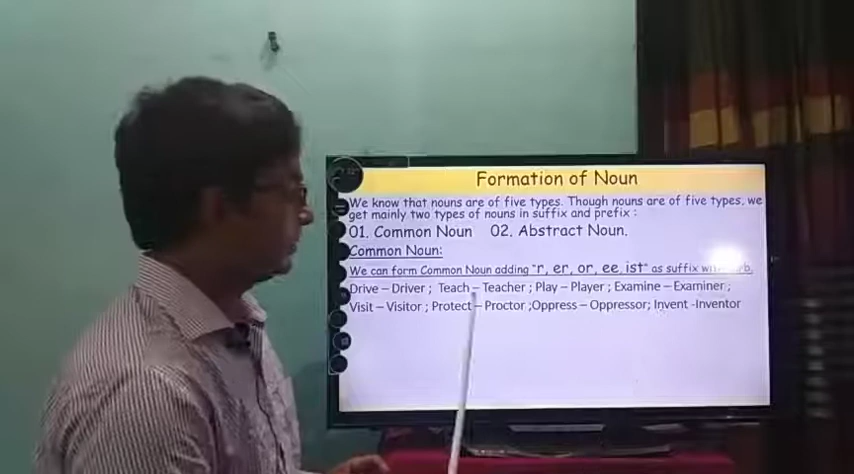 Formation of Noun
We know that nouns are of five types. Though nouns are of five types, we
get mainly two types of nouns in suffix and prefix :
01. Common Noun 02. Abstract Noun.
Common Noun:
We can form Common Noun adding "r, er, or, ee, ist" as suffix
Drive – Driver ; Teach – Teacher ; Play – Player ; Examine – Examiner ;
Visit – Visitor ; Protect – Proctor ;Oppress – Oppressor; Invent -Inventor